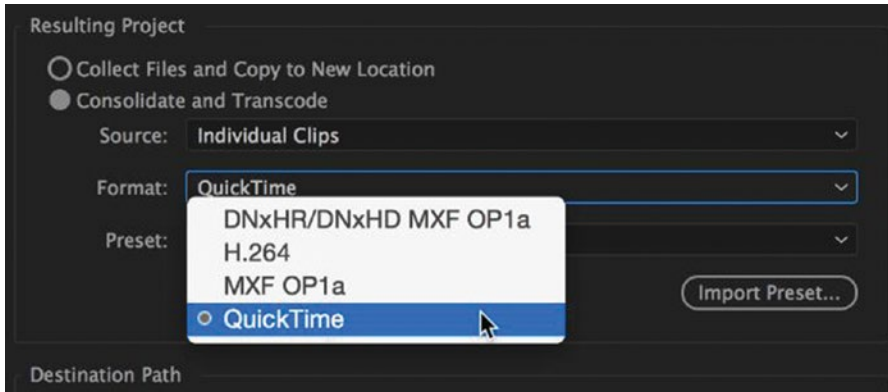 Resulting Project
Collect Files and Copy to New Location
Consolidate and Transcode
Source: Individual Clips
Format: QuickTime
DNxHR/DNxHD MXF OP1a
Preset:
H.264
MXF OP1a
Import Preset...
QuickTime
Destination Path